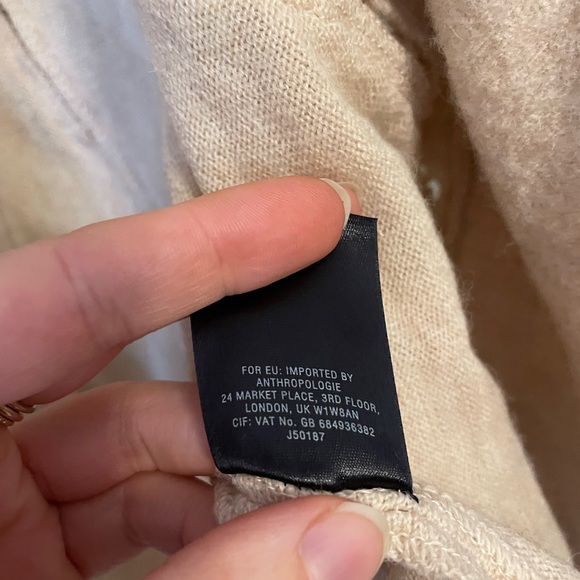 FOR EU: IMPORTED BY
ANTHROPOLOGIE
24 MARKET PLACE, 3RD FLOOR,
LONDON, UK W1W8AN
CIF: VAT No. GB 684936382
J50187